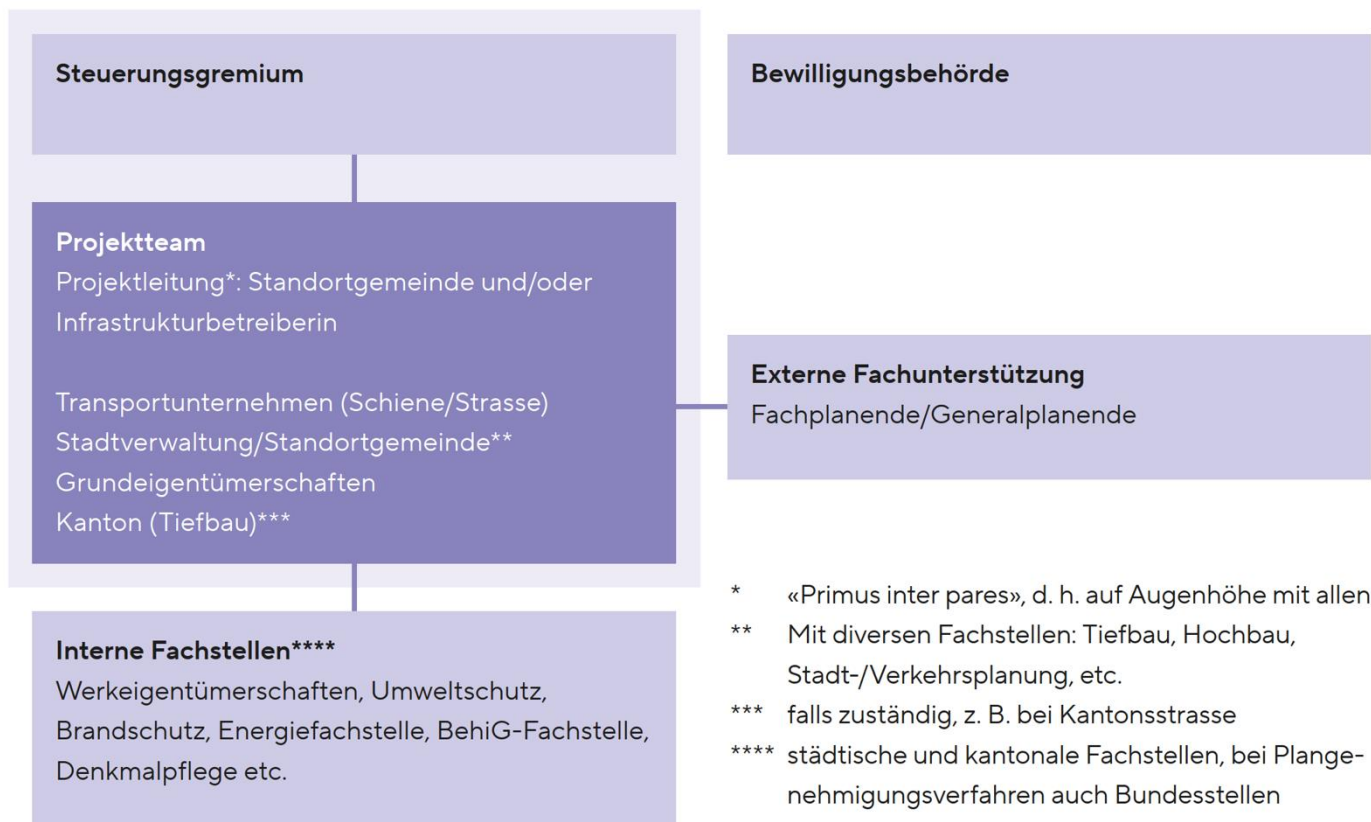 Steuerungsgremium
Bewilligungsbehörde
Projektteam
Projektleitung*: Standortgemeinde und/oder
Infrastrukturbetreiberin
Transportunternehmen (Schiene/Strasse)
Stadtverwaltung/Standortgemeinde**
Grundeigentümerschaften
Kanton (Tiefbau)***
Externe Fachunterstützung
Fachplanende/Generalplanende
Interne Fachstellen****
Werkeigentümerschaften, Umweltschutz,
Brandschutz, Energiefachstelle, BehiG-Fachstelle,
Denkmalpflege etc.
* «Primus inter pares», d. h. auf Augenhöhe mit allen
** Mit diversen Fachstellen: Tiefbau, Hochbau,
Stadt-/Verkehrsplanung, etc.
*** falls zuständig, z. B. bei Kantonsstrasse
**** städtische und kantonale Fachstellen, bei Plange-
nehmigungsverfahren auch Bundesstellen